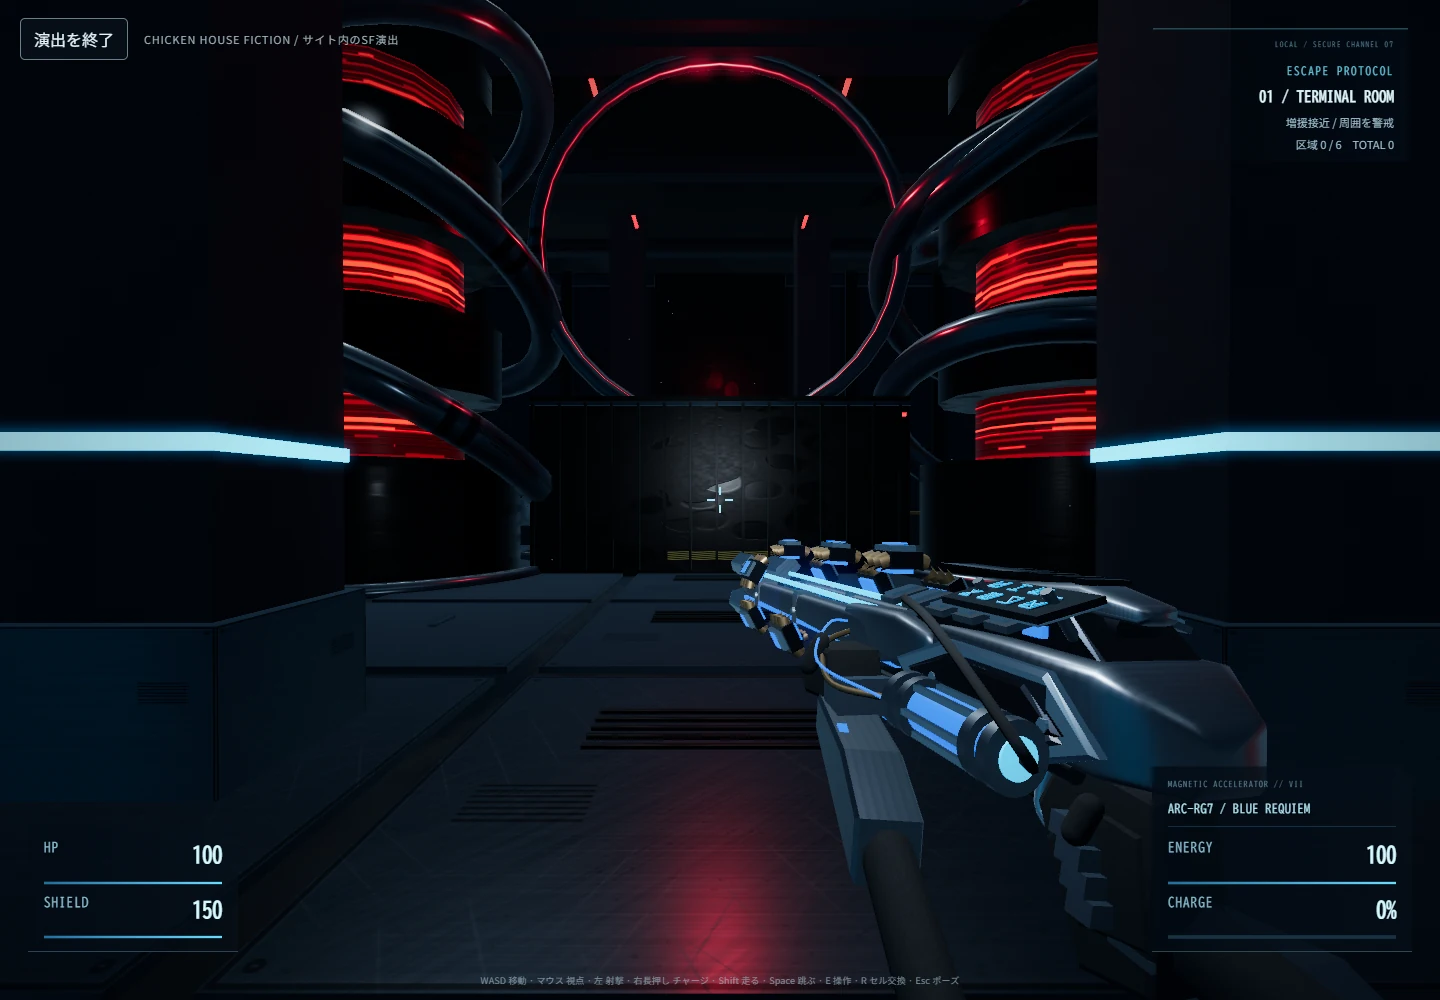 演出を終了
CHICKEN HOUSE FICTION / サイト内のSF演出
LOCAL / SECURE CHANNEL 07
ESCAPE PROTOCOL
01 / TERMINAL ROOM
増援接近 / 周囲を警戒
区域 0 / 6 TOTAL 0
HP
100
SHIELD
150
MAGNETIC ACCELERATOR // VII
ARC-RG7 / BLUE REQUIEM
ENERGY
100
CHARGE
0%
WASD 移動・マウス 視点・左 射撃・右長押し チャージ・Shift 走る・Space 跳ぶ・E 操作・R セル交換・Esc ポーズ